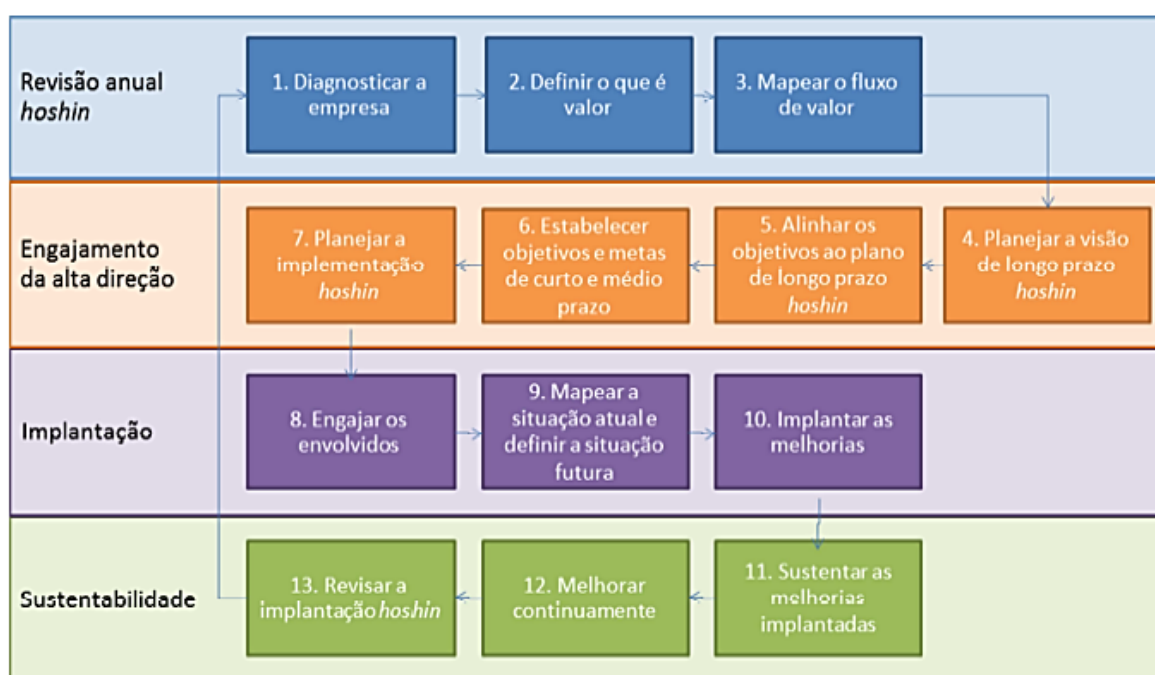 Revisão anual
hoshin
1. Diagnosticar a
empresa
2. Definir o que é
valor
3. Mapear o fluxo
de valor
Engajamento
da alta direção
7. Planejar a
implementação
hoshin
6. Estabelecer
objetivos e metas
de curto e médio
prazo
5. Alinhar os
objetivos ao plano
de longo prazo
hoshin
4. Planejar a visão
de longo prazo
hoshin
Implantação
8. Engajar os
envolvidos
9. Mapear a
situação atual e
definir a situação
futura
10. Implantar as
melhorias
Sustentabilidade
13. Revisar a
implantação hoshin
12. Melhorar
continuamente
11. Sustentar as
melhorias
implantadas